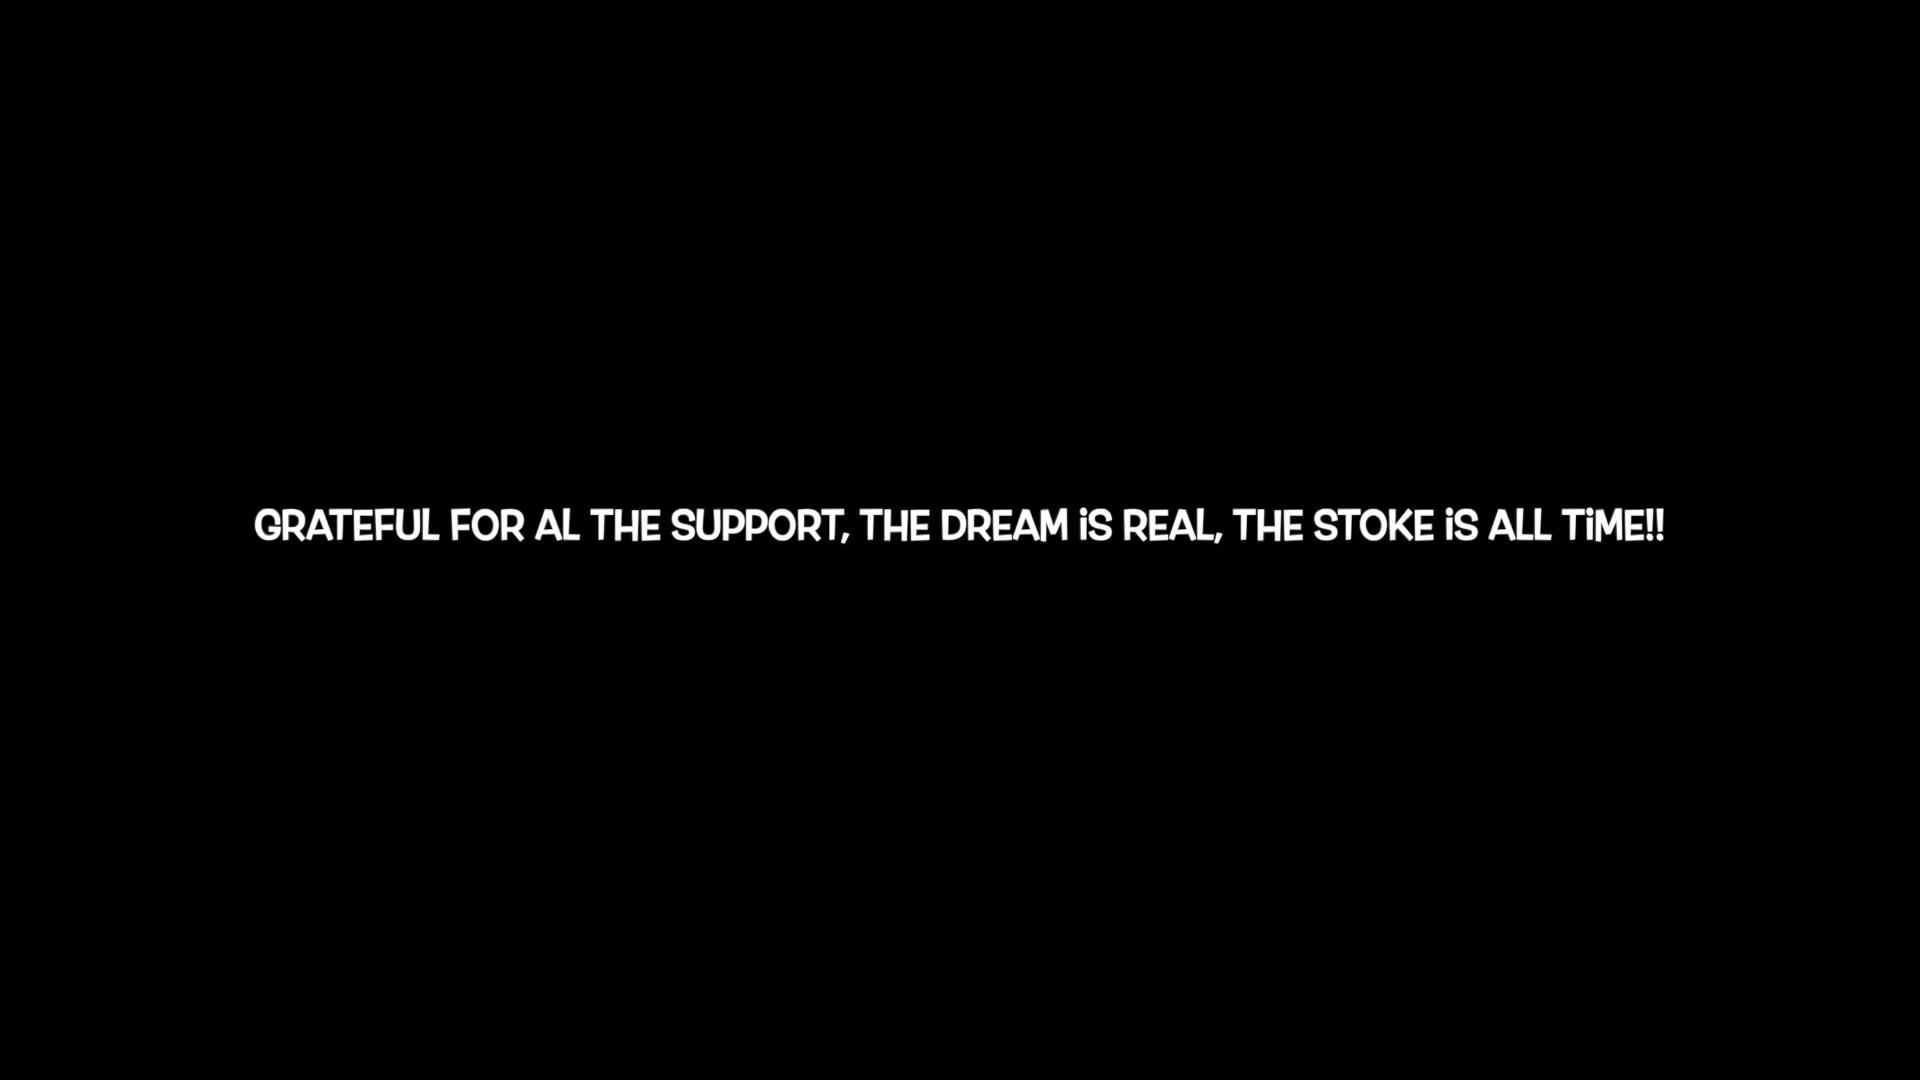 GRATEFUL FOR AL THE SUPPORT, THE DREAM iS REAL, THE STOKE iS ALL TiME!!